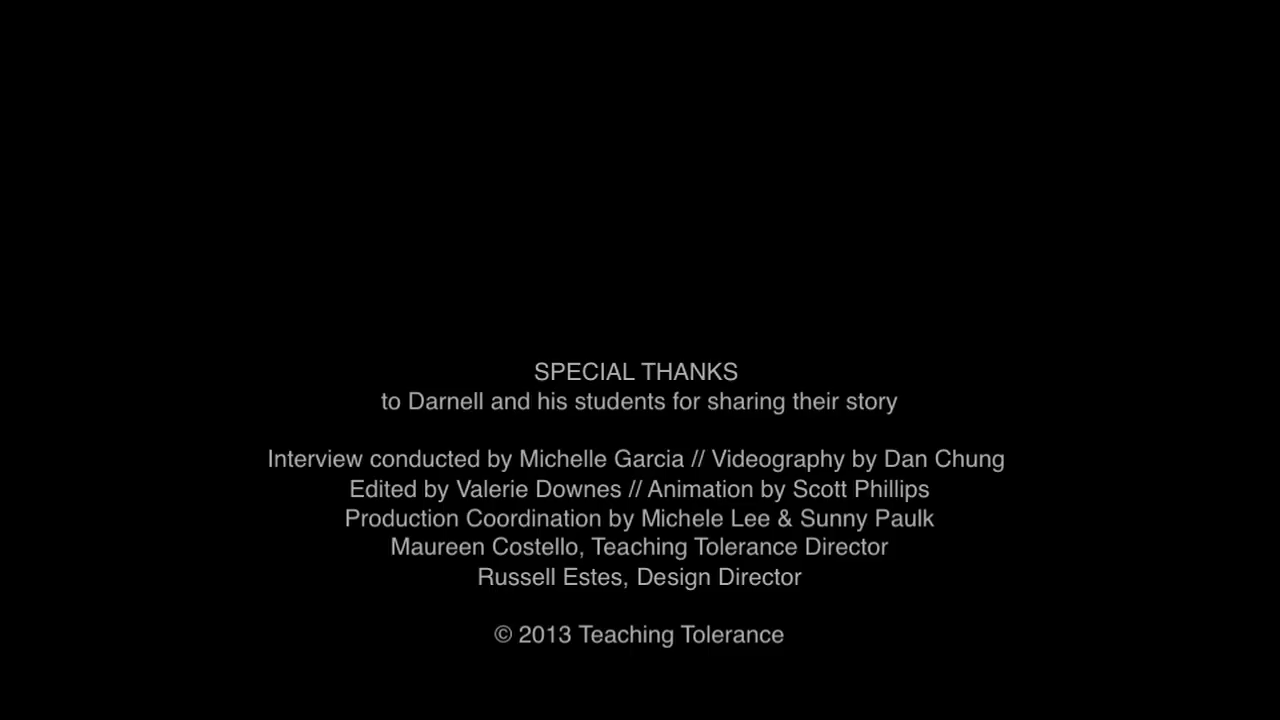 SPECIAL THANKS
to Darnell and his students for sharing their story
Interview conducted by Michelle Garcia // Videography by Dan Chung
Edited by Valerie Downes // Animation by Scott Phillips
Production Coordination by Michele Lee & Sunny Paulk
Maureen Costello, Teaching Tolerance Director
Russell Estes, Design Director
© 2013 Teaching Tolerance